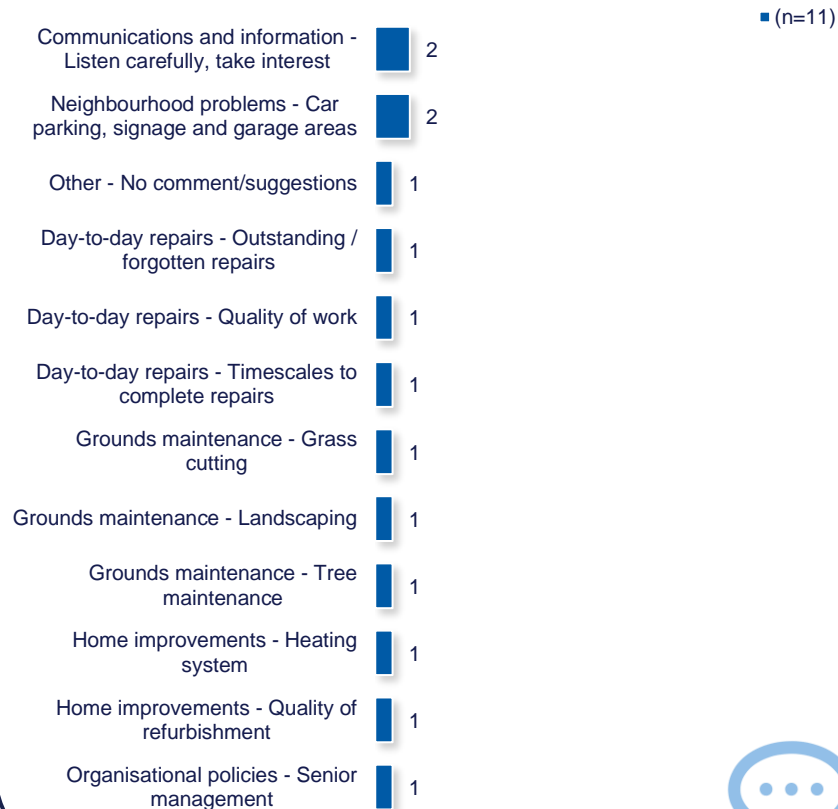 (n=11)
Communications and information -
Listen carefully, take interest
2
Neighbourhood problems - Car
parking, signage and garage areas
2
Other - No comment/suggestions
1
Day-to-day repairs - Outstanding /
forgotten repairs
1
Day-to-day repairs - Quality of work
1
Day-to-day repairs - Timescales to
complete repairs
1
Grounds maintenance - Grass
cutting
1
Grounds maintenance - Landscaping
1
Grounds maintenance - Tree
maintenance
1
Home improvements - Heating
system
1
Home improvements - Quality of
refurbishment
1
Organisational policies - Senior
management
1